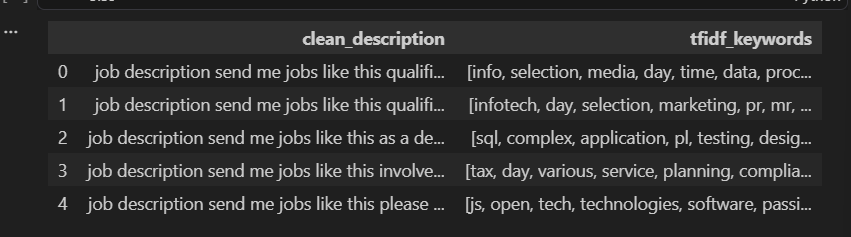 ...
clean_description tfidf_keywords
0 job description send me jobs like this qualifi... [info, selection, media, day, time, data, proc...
1 job description send me jobs like this qualifi... [infotech, day, selection, marketing, pr, mr, ...
2 job description send me jobs like this as a de... [sql, complex, application, pl, testing, desig...
3 job description send me jobs like this involve... [tax, day, various, service, planning, complia...
4 job description send me jobs like this please ... [js, open, tech, technologies, software, passi...